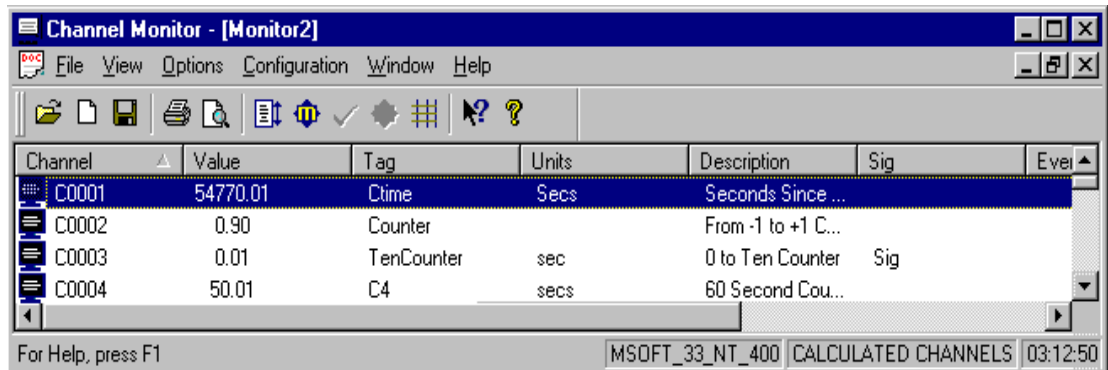 Channel Monitor - [Monitor2]
DOC File View Options Configuration Window Help
Channel Value Tag Units Description Sig Ever
C0001 54770.01 Ctime Secs Seconds Since ...
C0002 0.90 Counter From -1 to +1 C...
C0003 0.01 TenCounter sec 0 to Ten Counter Sig
C0004 50.01 C4 secs 60 Second Cou...
For Help, press F1 MSOFT_33_NT_400 CALCULATED CHANNELS 03:12:50